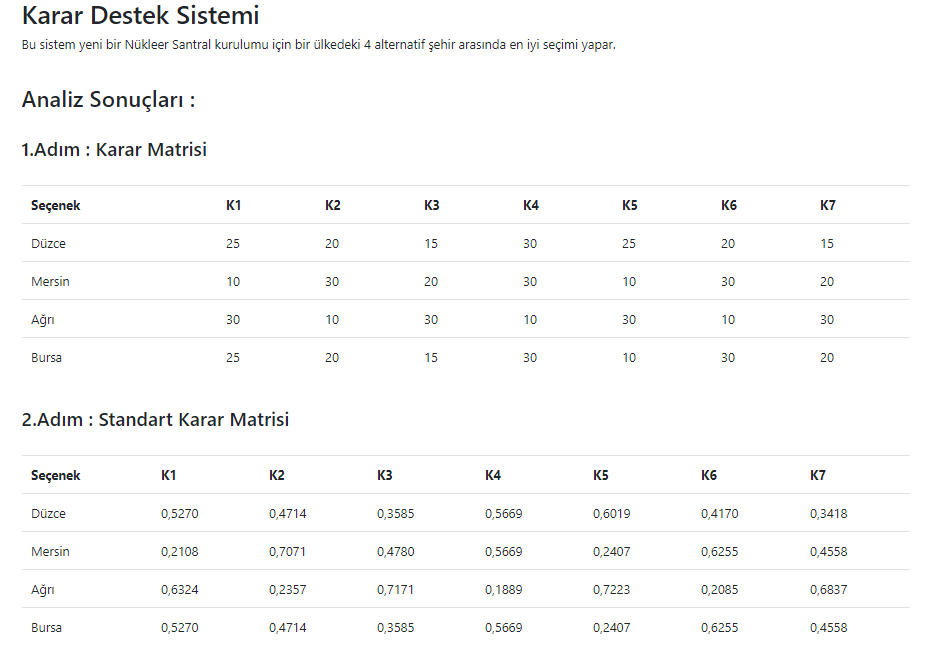 Karar Destek Sistemi
Bu sistem yeni bir Nükleer Santral kurulumu için bir ülkedeki 4 alternatif şehir arasında en iyi seçimi yapar.
Analiz Sonuçları :
1.Adım : Karar Matrisi
Seçenek K1 K2 K3 K4 K5 K6 K7
Düzce 25 20 15 30 25 20 15
Mersin 10 30 20 30 10 30 20
Ağrı 30 10 30 10 30 10 30
Bursa 25 20 15 30 10 30 20
2.Adım : Standart Karar Matrisi
Seçenek K1 K2 K3 K4 K5 K6 K7
Düzce 0,5270 0,4714 0,3585 0,5669 0,6019 0,4170 0,3418
Mersin 0,2108 0,7071 0,4780 0,5669 0,2407 0,6255 0,4558
Ağrı 0,6324 0,2357 0,7171 0,1889 0,7223 0,2085 0,6837
Bursa 0,5270 0,4714 0,3585 0,5669 0,2407 0,6255 0,4558